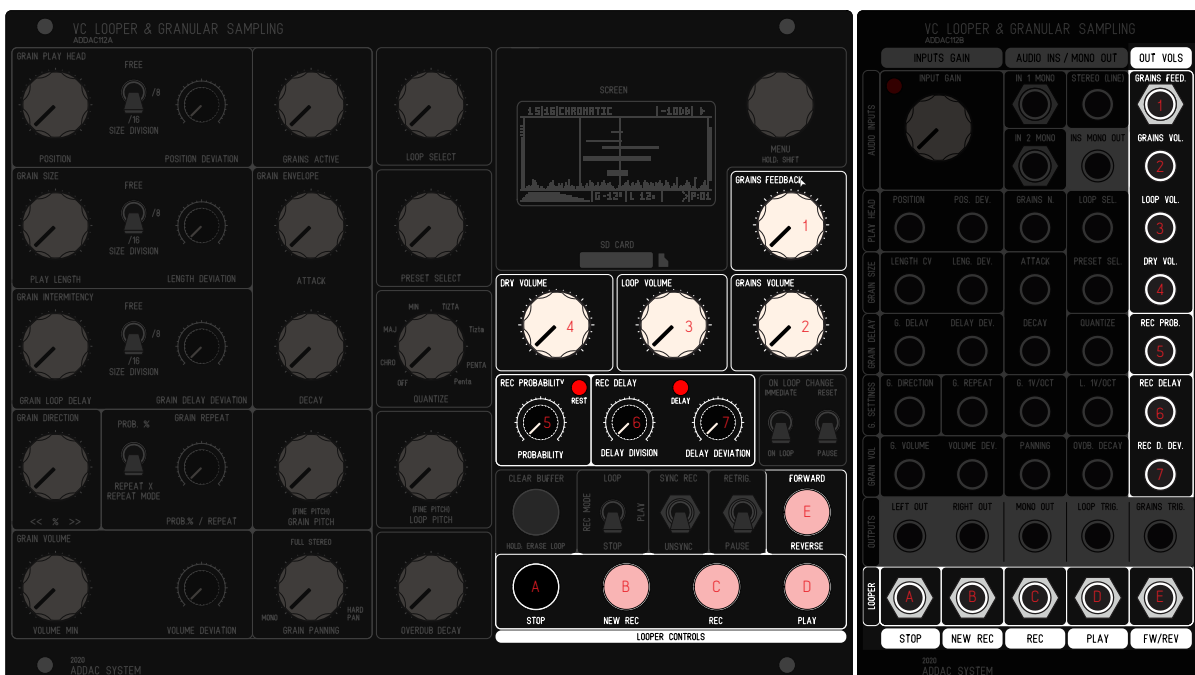 VC LOOPER & GRANULAR SAMPLING
ADDAC112A
GRAIN PLAY HEAD
FREE
/8
/16
SIZE DIVISION
POSITION
POSITION DEVIATION
GRAINS ACTIVE
LOOP SELECT
GRAIN SIZE
FREE
/8
/16
SIZE DIVISION
PLAY LENGTH
LENGTH DEVIATION
GRAIN ENVELOPE
ATTACK
PRESET SELECT
GRAIN INTERMITENCY
FREE
/8
/16
SIZE DIVISION
GRAIN LOOP DELAY
GRAIN DELAY DEVIATION
DECAY
MIN
TIZTA
MAJ
Tizta
CHRO
PENTA
OFF
Penta
QUANTIZE
GRAIN DIRECTION
<< % >>
PROB. %
GRAIN REPEAT
REPEAT X
REPEAT MODE
PROB.% / REPEAT
(FINE PITCH)
GRAIN PITCH
(FINE PITCH)
LOOP PITCH
GRAIN VOLUME
VOLUME MIN
VOLUME DEVIATION
FULL STEREO
MONO
HARD
PAN
GRAIN PANNING
OVERDUB DECAY
SCREEN
15|16|CHROMATIC
|-10DB|
|P:01
SD CARD
MENU
HOLD: SHIFT
GRAINS FEEDBACK
1
DRY VOLUME
4
LOOP VOLUME
3
GRAINS VOLUME
2
REC PROBABILITY
REST
5
PROBABILITY
REC DELAY
DELAY
6
7
DELAY DIVISION
DELAY DEVIATION
ON LOOP CHANGE
IMMEDIATE
RESET
ON LOOP
PAUSE
CLEAR BUFFER
HOLD: ERASE LOOP
REC MODE
LOOP
PLAY
STOP
SYNC REC
UNSYNC
RETRIG.
PAUSE
FORWARD
E
REVERSE
A
B
C
D
STOP
NEW REC
REC
PLAY
LOOPER CONTROLS
2020
ADDAC SYSTEM
VC LOOPER & GRANULAR SAMPLING
ADDAC112B
INPUTS GAIN
AUDIO INS / MONO OUT
OUT VOLS
AUDIO INPUTS
INPUT GAIN
IN 1 MONO
STEREO (LINE)
GRAINS FEED.
1
IN 2 MONO
INS MONO OUT
GRAINS VOL.
2
PLAY HEAD
POSITION
POS. DEV.
GRAINS N.
LOOP SEL.
LOOP VOL.
3
GRAIN SIZE
LENGTH CV
LENG. DEV.
ATTACK
PRESET SEL.
DRY VOL.
4
GRAIN DELAY
G. DELAY
DELAY DEV.
DECAY
QUANTIZE
REC PROB.
5
G. SETTINGS
G. DIRECTION
G. REPEAT
G. 1V/OCT
L. 1V/OCT
REC DELAY
6
GRAIN VOL
G. VOLUME
VOLUME DEV.
PANNING
OVDB. DECAY
REC D. DEV.
7
OUTPUTS
LEFT OUT
RIGHT OUT
MONO OUT
LOOP TRIG.
GRAINS TRIG.
LOOPER
A
B
C
D
E
STOP
NEW REC
REC
PLAY
FW/REV
2020
ADDAC SYSTEM